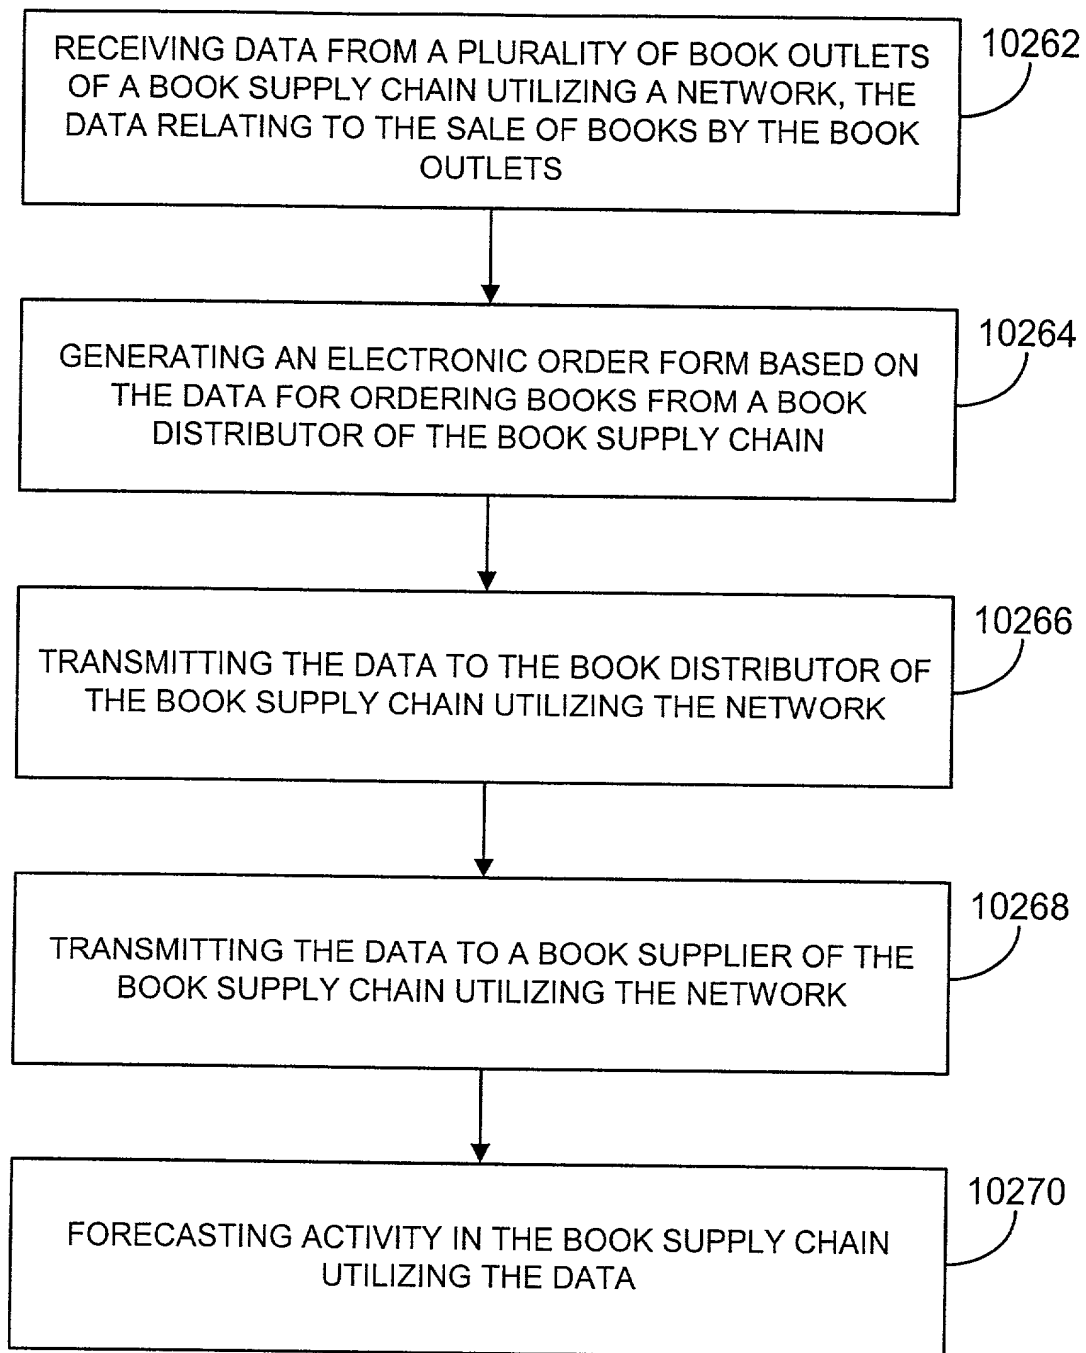 RECEIVING DATA FROM A PLURALITY OF BOOK OUTLETS
OF A BOOK SUPPLY CHAIN UTILIZING A NETWORK, THE
DATA RELATING TO THE SALE OF BOOKS BY THE BOOK
OUTLETS
10262
GENERATING AN ELECTRONIC ORDER FORM BASED ON
THE DATA FOR ORDERING BOOKS FROM A BOOK
DISTRIBUTOR OF THE BOOK SUPPLY CHAIN
10264
TRANSMITTING THE DATA TO THE BOOK DISTRIBUTOR OF
THE BOOK SUPPLY CHAIN UTILIZING THE NETWORK
10266
TRANSMITTING THE DATA TO A BOOK SUPPLIER OF THE
BOOK SUPPLY CHAIN UTILIZING THE NETWORK
10268
FORECASTING ACTIVITY IN THE BOOK SUPPLY CHAIN
UTILIZING THE DATA
10270